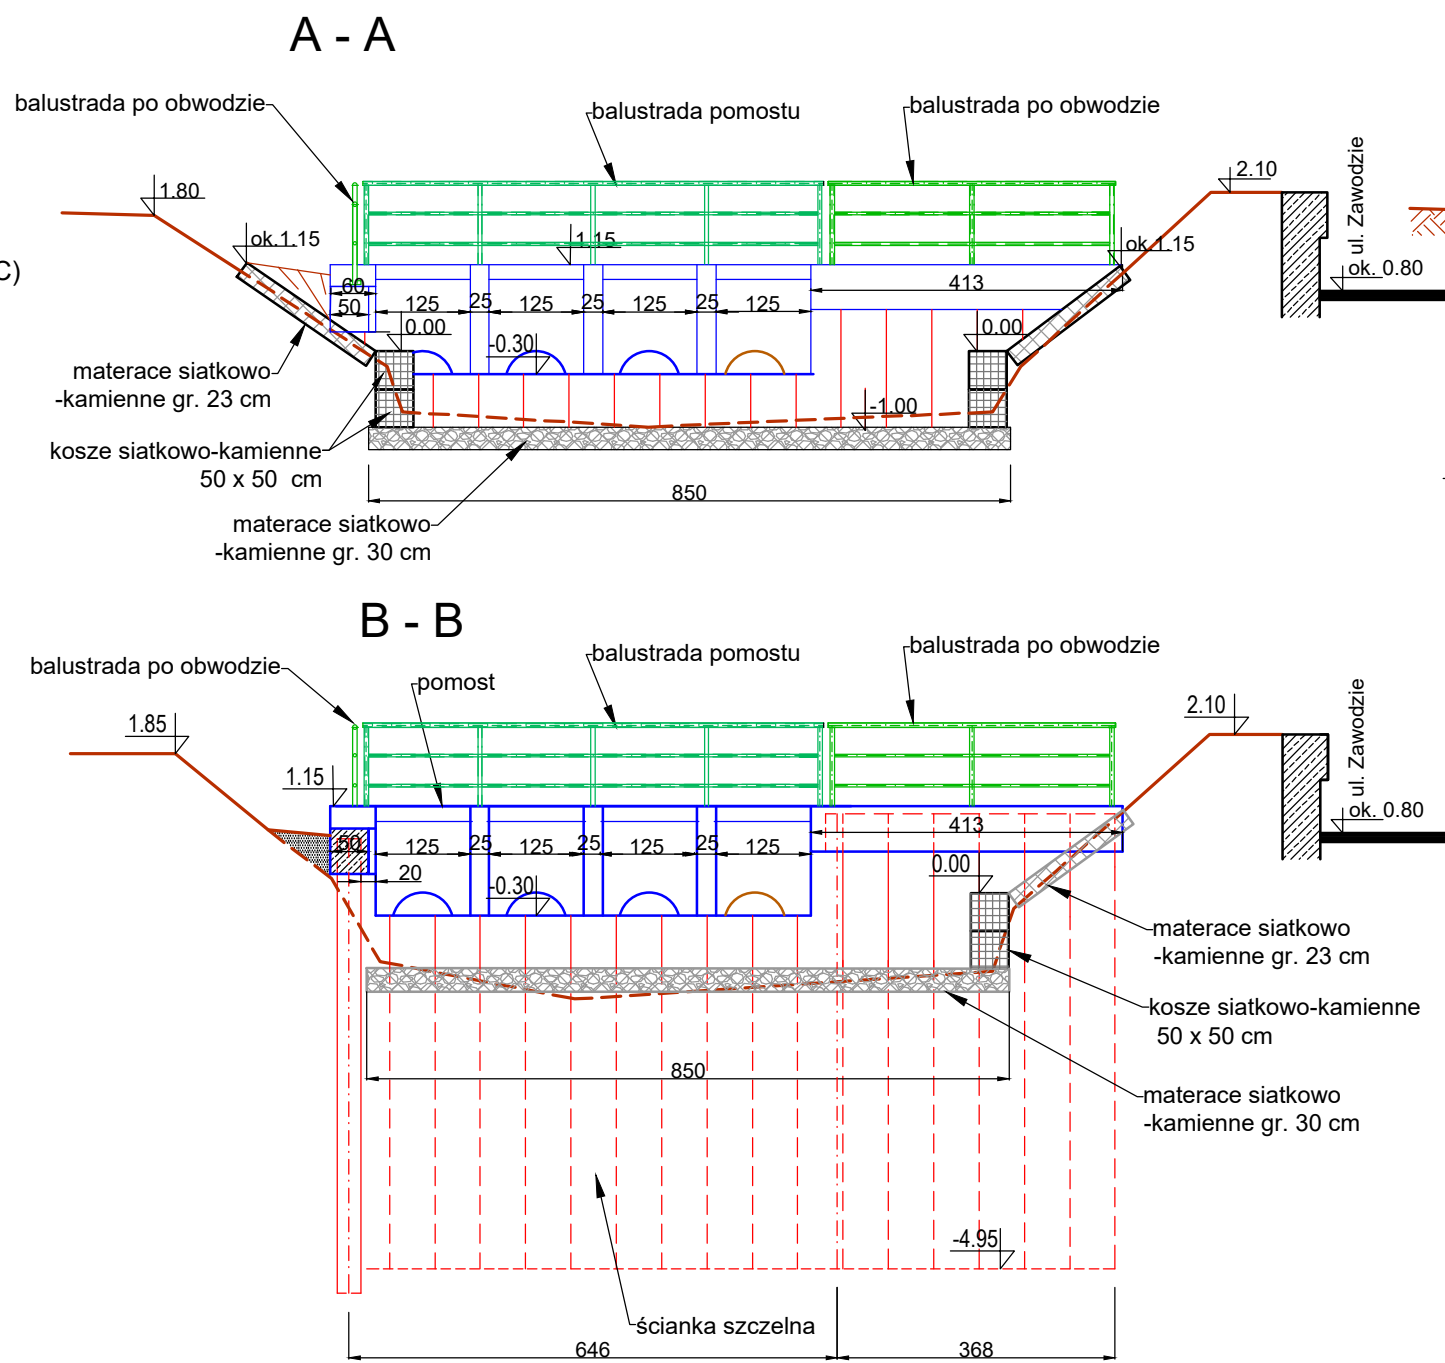 A - A
balustrada po obwodzie
balustrada pomostu
balustrada po obwodzie
1.80
2.10
ul. Zawodzie
ok.1.15
1.15
ok.1.15
C)
ok. 0.80
60
413
50
125
25
125
25
125
25
125
0.00
0.00
-0.30
materace siatkowo
-kamienne gr. 23 cm
-1.00
kosze siatkowo-kamienne
50 x 50 cm
850
materace siatkowo
-kamienne gr. 30 cm
B - B
balustrada po obwodzie
balustrada pomostu
balustrada po obwodzie
pomost
1.85
2.10
ul. Zawodzie
1.15
ok. 0.80
413
50
125
25
125
25
125
25
125
20
-0.30
0.00
materace siatkowo
-kamienne gr. 23 cm
kosze siatkowo-kamienne
50 x 50 cm
850
materace siatkowo
-kamienne gr. 30 cm
-4.95
ścianka szczelna
646
368